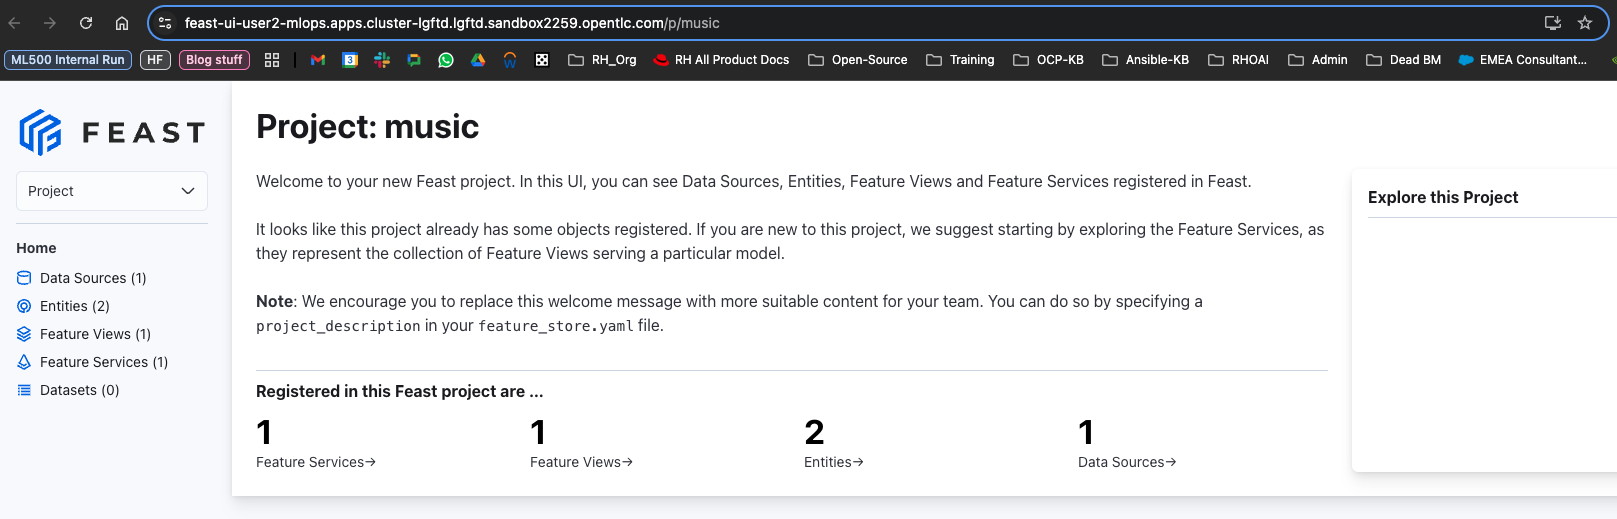 feast-ui-user2-mlops.apps.cluster-lgftd.lgftd.sandbox2259.opentlc.com/p/music
ML500 Internal Run HF Blog stuff RH_Org RH All Product Docs Open-Source Training OCP-KB Ansible-KB RHOAI Admin Dead BM EMEA Consultant...
FEAST
Project
Home
Data Sources (1)
Entities (2)
Feature Views (1)
Feature Services (1)
Datasets (0)
Project: music
Welcome to your new Feast project. In this UI, you can see Data Sources, Entities, Feature Views and Feature Services registered in Feast.
It looks like this project already has some objects registered. If you are new to this project, we suggest starting by exploring the Feature Services, as
they represent the collection of Feature Views serving a particular model.
Note: We encourage you to replace this welcome message with more suitable content for your team. You can do so by specifying a
project_description in your feature_store.yaml file.
Registered in this Feast project are ...
1
Feature Services→
1
Feature Views→
2
Entities→
1
Data Sources→
Explore this Project